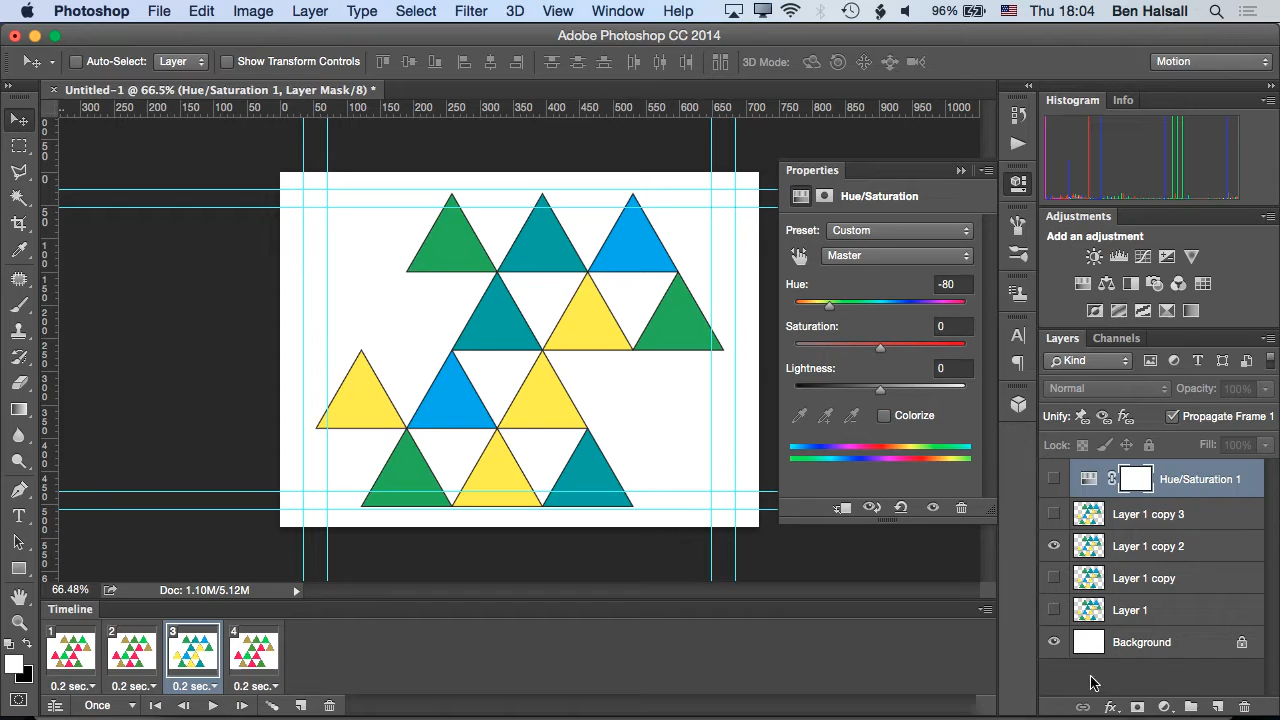 Photoshop File Edit Image Layer Type Select Filter 3D View Window Help 96% Thu 18:04 Ben Halsall
Adobe Photoshop CC 2014
Auto-Select: Layer Show Transform Controls 3D Mode: Motion
Untitled-1 @ 66.5% (Hue/Saturation 1, Layer Mask/8) *
300 200 100 0 50 100 150 200 250 300 350 400 450 500 550 600 650 700 750 800 850 900 1000
Histogram Info
Properties
Hue/Saturation
Preset: Custom
Master
Hue: -80
Saturation: 0
Lightness: 0
Colorize
Adjustments
Add an adjustment
Layers Channels
Kind
Normal Opacity: 100%
Unify: Propagate Frame 1
Lock: Fill: 100%
Hue/Saturation 1
Layer 1 copy 3
Layer 1 copy 2
Layer 1 copy
Layer 1
Background
66.48% Doc: 1.10M/5.12M
Timeline
1 2 3 4
0.2 sec. 0.2 sec. 0.2 sec. 0.2 sec.
Once